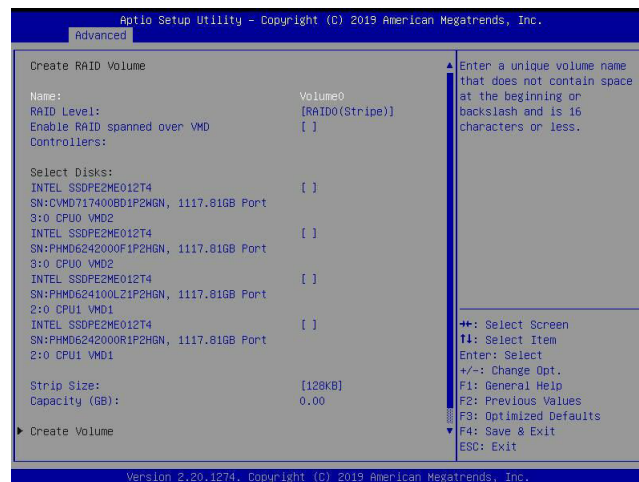 Aptio Setup Utility – Copyright (C) 2019 American Megatrends, Inc.
Advanced
Create RAID Volume
Name: Volume0
RAID Level: [RAID0(Stripe)]
Enable RAID spanned over VMD [ ]
Controllers:
Select Disks:
INTEL SSDPE2ME012T4 [ ]
SN:CVMD717400BD1P2WGN, 1117.81GB Port
3:0 CPU0 VMD2
INTEL SSDPE2ME012T4 [ ]
SN:PHMD6242000F1P2HGN, 1117.81GB Port
3:0 CPU0 VMD2
INTEL SSDPE2ME012T4 [ ]
SN:PHMD624100LZ1P2HGN, 1117.81GB Port
2:0 CPU1 VMD1
INTEL SSDPE2ME012T4 [ ]
SN:PHMD6242000R1P2HGN, 1117.81GB Port
2:0 CPU1 VMD1
Strip Size: [128KB]
Capacity (GB): 0.00
Create Volume
Enter a unique volume name
that does not contain space
at the beginning or
backslash and is 16
characters or less.
→←: Select Screen
↑↓: Select Item
Enter: Select
+/-: Change Opt.
F1: General Help
F2: Previous Values
F3: Optimized Defaults
F4: Save & Exit
ESC: Exit
Version 2.20.1274. Copyright (C) 2019 American Megatrends, Inc.